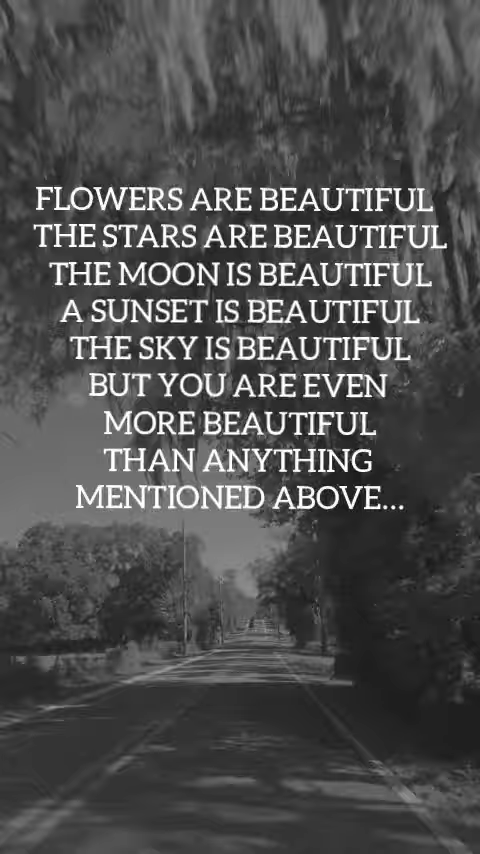 FLOWERS ARE BEAUTIFUL
THE STARS ARE BEAUTIFUL
THE MOON IS BEAUTIFUL
A SUNSET IS BEAUTIFUL
THE SKY IS BEAUTIFUL
BUT YOU ARE EVEN
MORE BEAUTIFUL
THAN ANYTHING
MENTIONED ABOVE...